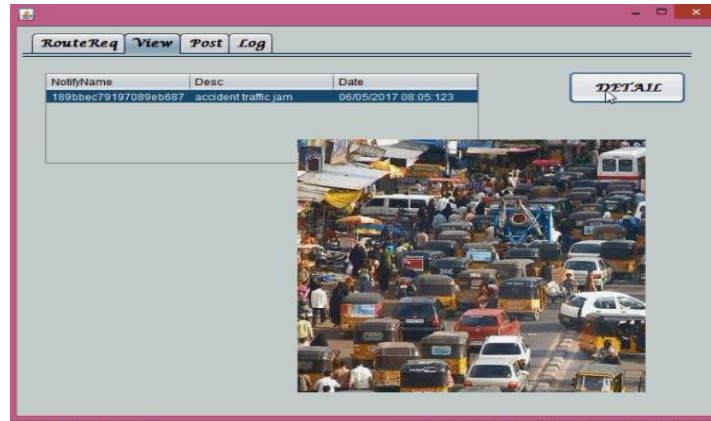 RouteReq View Post Log
NotifyName Desc Date
189bbec79197089eb687 accident traffic jam 06/05/2017 08:05:123
DETAIL